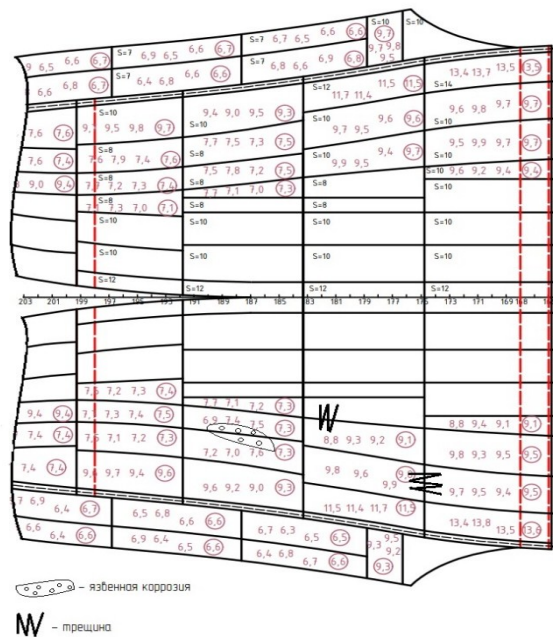 S=7 6,7 6,5 6,6 6,6 S=10 9,7
S=7 6,9 6,5 6,6 6,7
9,7 9,8
9 6,5 6,6 6,7
S=10 9,5
S=7 6,8 6,6 6,9 6,8
S=7 6,4 6,8 6,6 6,6
6,6 6,8 6,7
13,4 13,7 13,5 13,5
S=12 11,7 11,4 11,5 11,5
S=14
S=10 9,4 9,0 9,5 9,3
S=10 9,5 9,8 9,7
S=10 9,6 9,8 9,7 9,7
S=10 9,7 9,5 9,6 9,6
7,6 7,6
S=10
S=8 7,7 7,5 7,3 7,5
S=8 7,6 7,9 7,4 7,6
S=10 9,5 9,9 9,7 9,7
S=10 9,9 9,5 9,4 9,7
7,6 7,4
S=8 7,5 7,8 7,2 7,5
S=10 9,6 9,2 9,4 9,4
9,0 9,4
S=8 7,2 7,3 7,4
S=8 7,7 7,1 7,0 7,3
S=8
S=10
S=8 7,3 7,0 7,1
S=8
S=10 S=10 S=10 S=10
S=10 S=10 S=10 S=10
S=12 S=12 S=12 S=12
203 201 199 197 195 193 191 189 187 185 83 181 179 177 175 173 171 169 168
7,2 7,3 7,4
7,7 7,1 7,2 7,3
9,4 9,4
7,3 7,4 7,5
6,9 7,4 7,5 7,3
8,8 9,4 9,1 9,1
7,4 7,4
7,1 7,2 7,3
8,8 9,3 9,2 9,1
9,8 9,3 9,5 9,5
7,2 7,0 7,6 7,3
7,4 7,4
9,7 9,4 9,6
9,8 9,6
9,9
9,6 9,2 9,0 9,3
9,7 9,5 9,4 9,5
7 6,9 6,4 6,7
11,5 11,4 11,7 11,5
6,5 6,8 6,6 6,6
13,4 13,8 13,5 13,6
6,7 6,3 6,5 6,5
9,3 9,5
6,6 6,4 6,6
6,9 6,4 6,5 6,6
9,2
6,4 6,8 6,7 6,6
9,3
– язвенная коррозия
– трещина